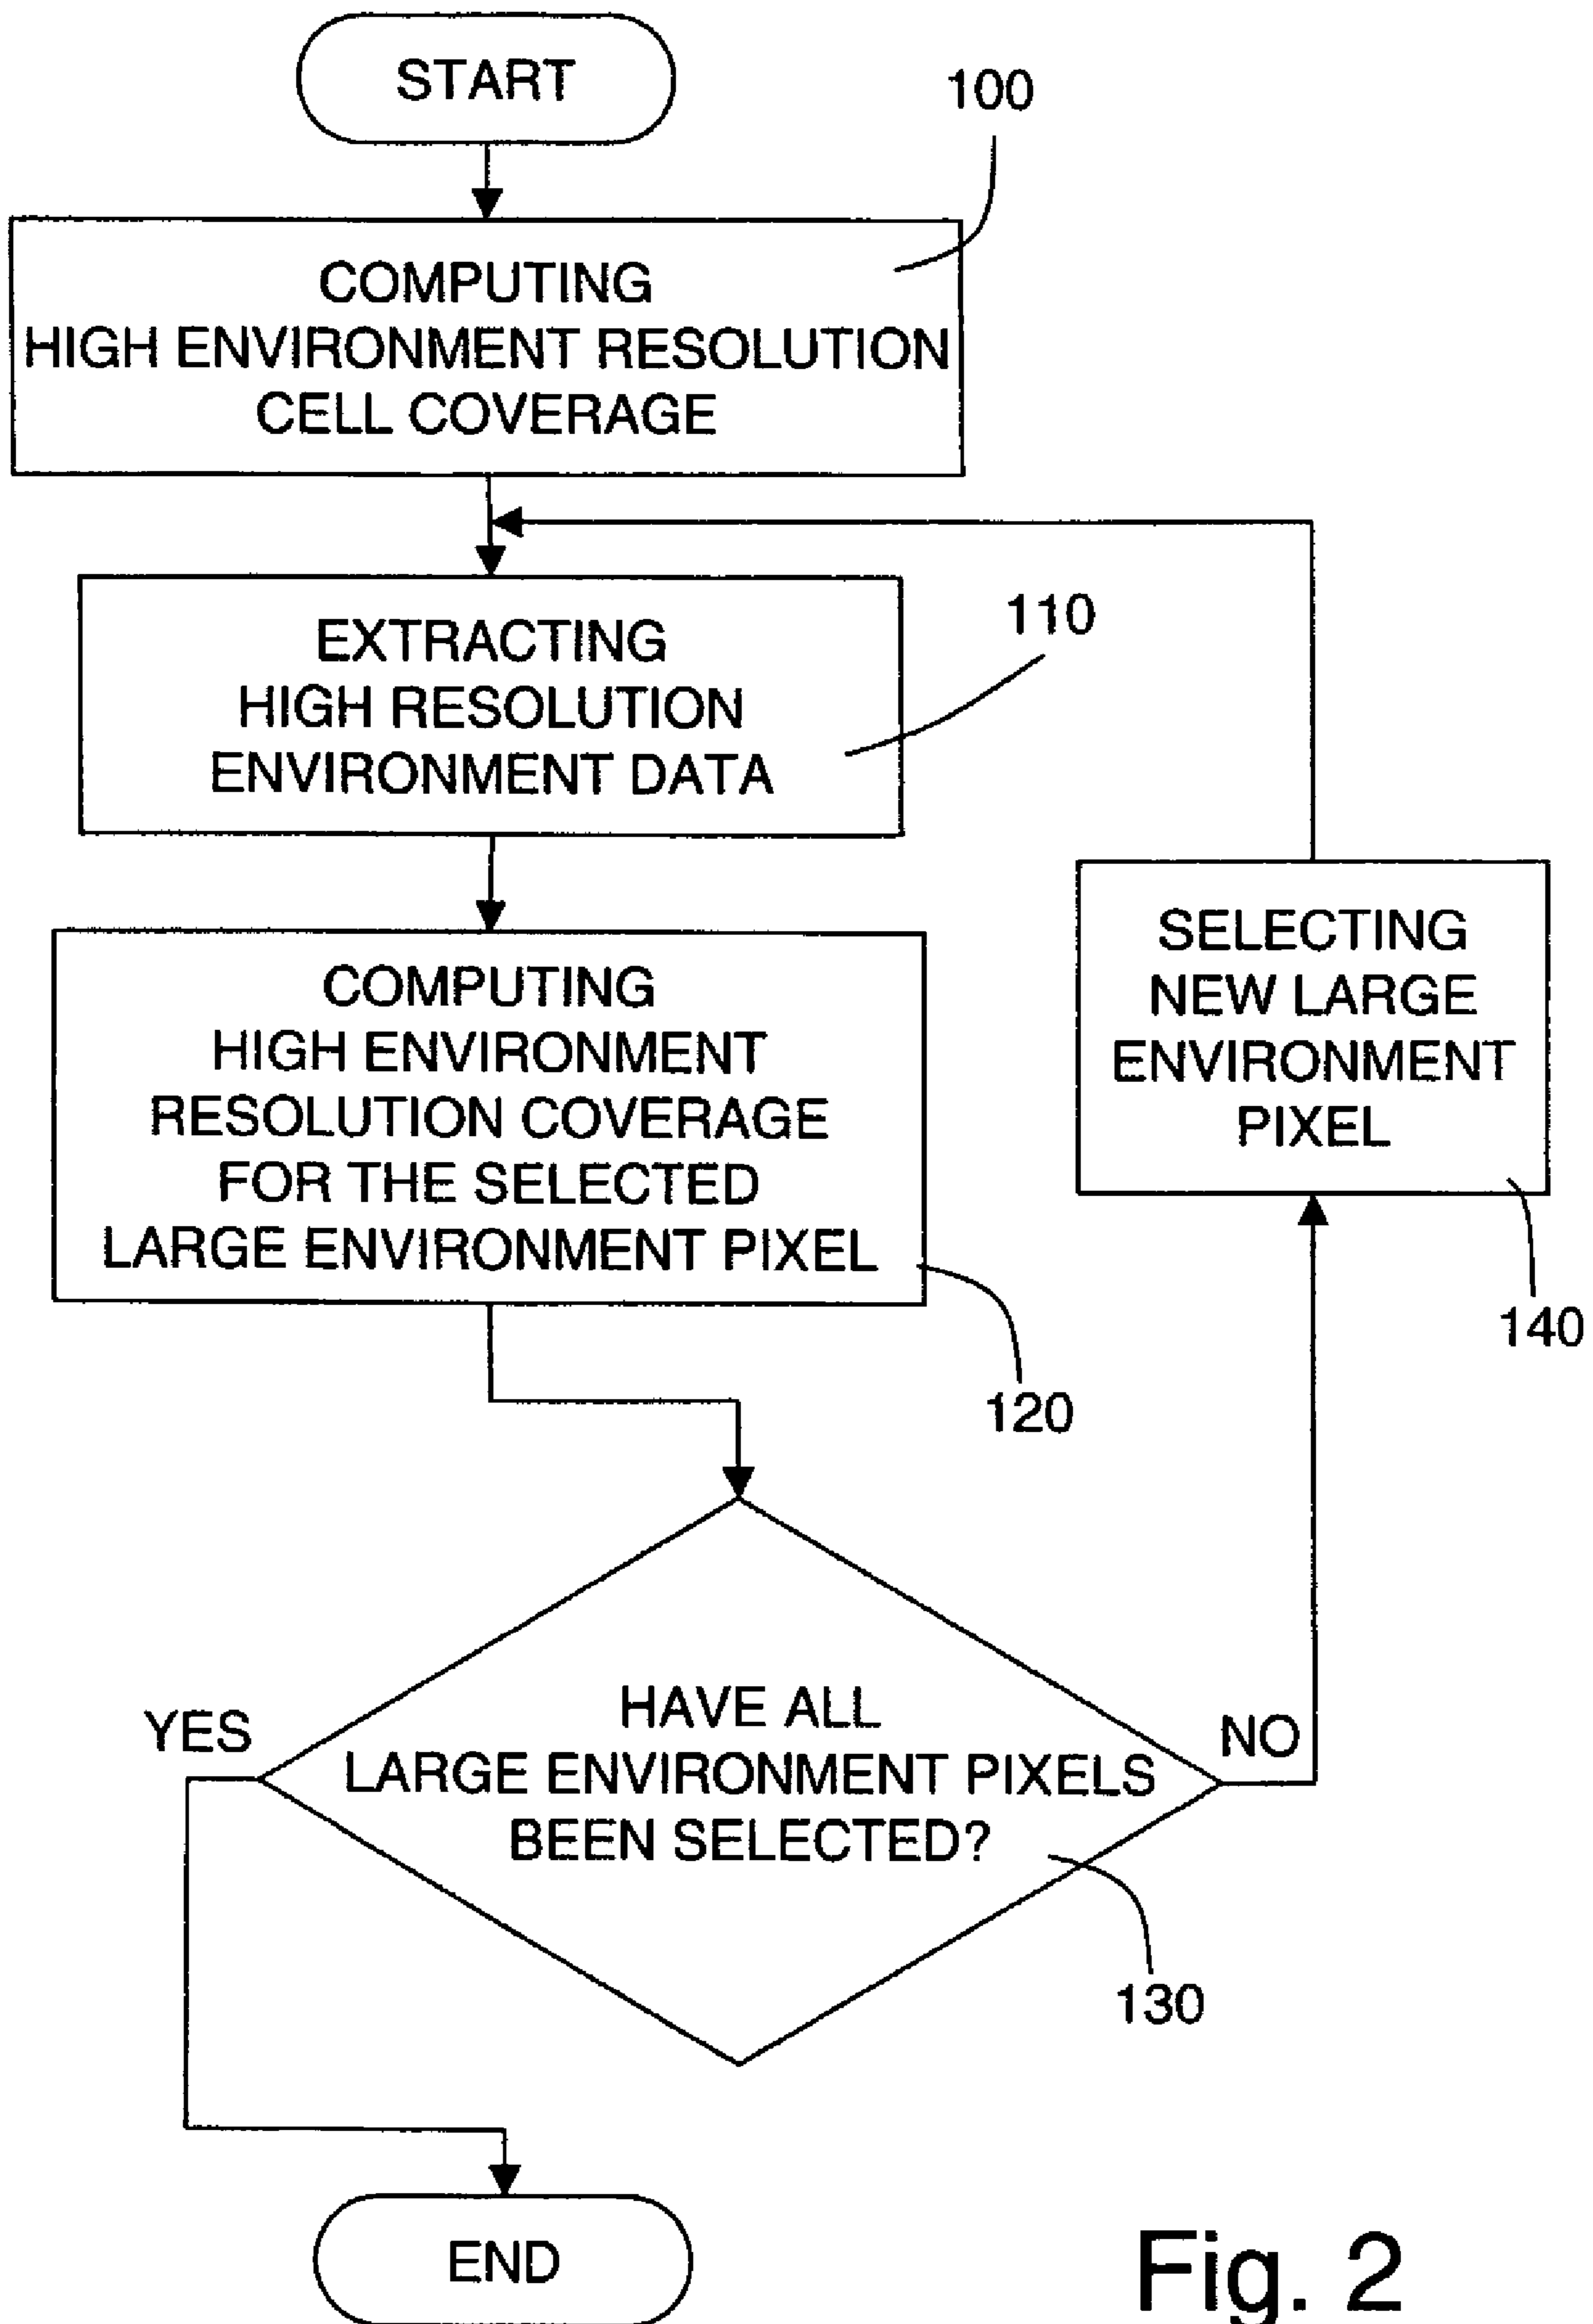 START
100
COMPUTING
HIGH ENVIRONMENT RESOLUTION
CELL COVERAGE
EXTRACTING
HIGH RESOLUTION
ENVIRONMENT DATA
110
COMPUTING
HIGH ENVIRONMENT
RESOLUTION COVERAGE
FOR THE SELECTED
LARGE ENVIRONMENT PIXEL
120
SELECTING
NEW LARGE
ENVIRONMENT
PIXEL
140
HAVE ALL
LARGE ENVIRONMENT PIXELS
BEEN SELECTED?
YES
NO
130
END
Fig. 2